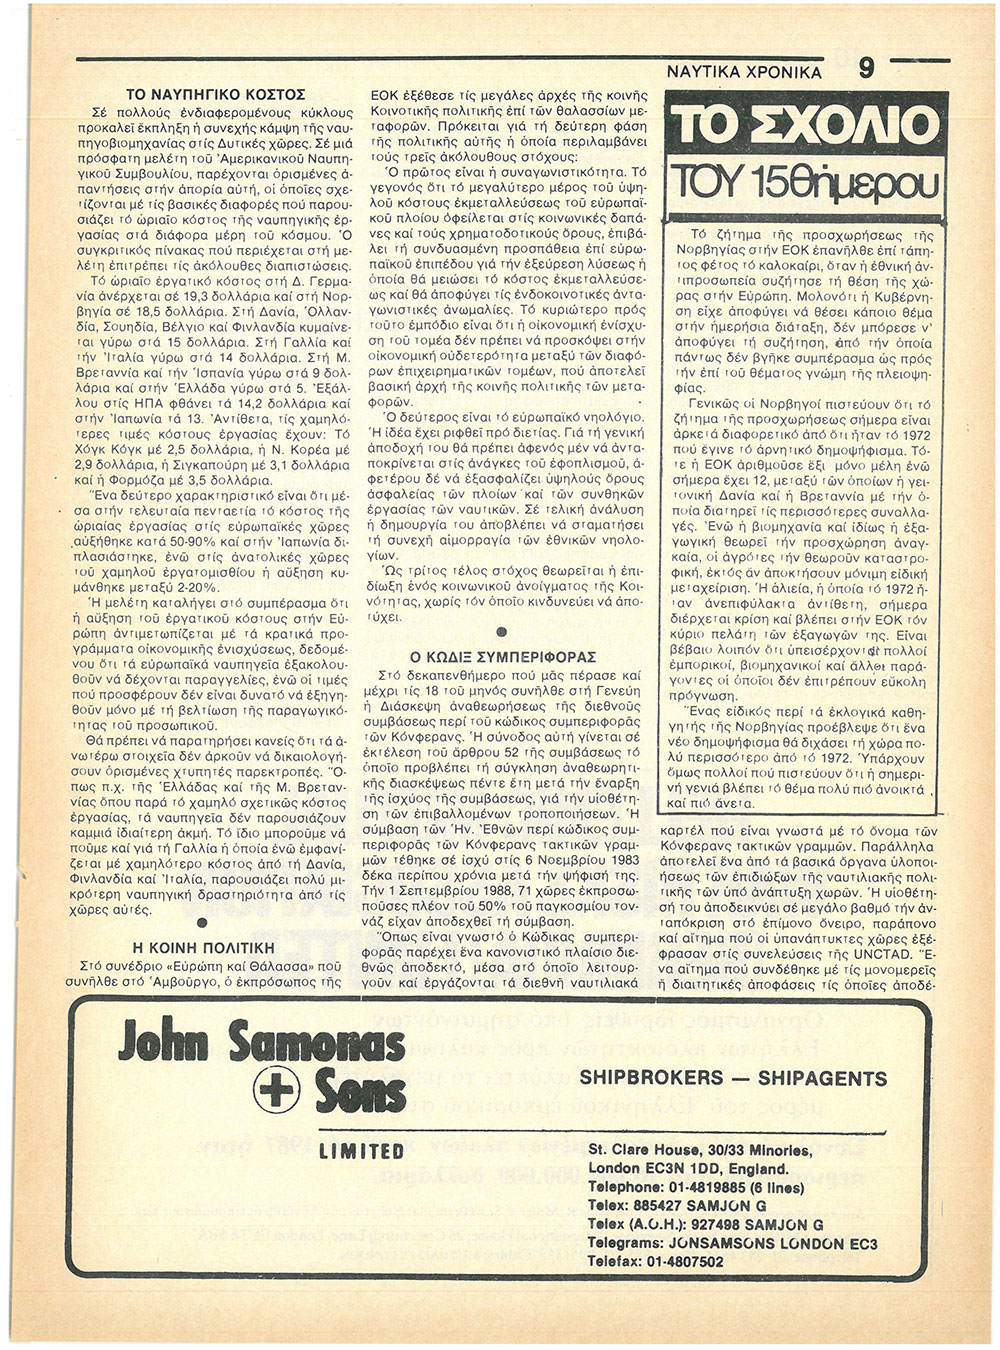 ΝΑΥΤΙΚΑ ΧΡΟΝΙΚΑ 9
ΤΟ ΝΑΥΠΗΓΙΚΟ ΚΟΣΤΟΣ
Σέ πολλούς ἐνδιαφερομένους κύκλους
προκαλεῖ ἔκπληξη ἡ συνεχής κάμψη τῆς ναυ-
πηγοβιομηχανίας στίς Δυτικές χῶρες. Σέ μιά
πρόσφατη μελέτη τοῦ Ἀμερικανικοῦ Ναυπη-
γικοῦ Συμβουλίου, παρέχονται ὁρισμένες ἀ-
παντήσεις στήν ἀπορία αὐτή, οἱ ὁποῖες σχε-
τίζονται μέ τίς βασικές διαφορές πού παρου-
σιάζει τό ὡριαῖο κόστος τῆς ναυπηγικῆς ἐρ-
γασίας στά διάφορα μέρη τοῦ κόσμου. Ὁ
συγκριτικός πίνακας πού περιέχεται στή με-
λέτη ἐπιτρέπει τίς ἀκόλουθες διαπιστώσεις.
Τό ὡριαῖο ἐργατικό κόστος στή Δ. Γερμα-
νία ἀνέρχεται σέ 19,3 δολλάρια καί στή Νορ-
βηγία σέ 18,5 δολλάρια. Στή Δανία, Ὁλλαν-
δία, Σουηδία, Βέλγιο καί Φινλανδία κυμαίνε-
ται γύρω στά 15 δολλάρια. Στή Γαλλία καί
τήν Ἰταλία γύρω στά 14 δολλάρια. Στή Μ.
Βρεταννία καί τήν Ἱσπανία γύρω στά 9 δολ-
λάρια καί στήν Ἑλλάδα γύρω στά 5. Ἐξάλ-
λου στίς ΗΠΑ φθάνει τά 14,2 δολλάρια καί
στήν Ἰαπωνία τά 13. Ἀντίθετα, τίς χαμηλό-
τερες τιμές κόστους ἐργασίας ἔχουν: Τό
Χόγκ Κόγκ μέ 2,5 δολλάρια, ἡ Ν. Κορέα μέ
2,9 δολλάρια, ἡ Σιγκαπούρη μέ 3,1 δολλάρια
καί ἡ Φορμόζα μέ 3,5 δολλάρια.
Ἕνα δεύτερο χαρακτηριστικό εἶναι ὅτι μέ-
σα στήν τελευταία πενταετία τό κόστος τῆς
ὡριαίας ἐργασίας στίς εὐρωπαϊκές χῶρες
αὐξήθηκε κατά 50-90% καί στήν Ἰαπωνία δι-
πλασιάστηκε, ἐνῶ στίς ἀνατολικές χῶρες
τοῦ χαμηλοῦ ἐργατομισθίου ἡ αὔξηση κυ-
μάνθηκε μεταξύ 2-20%.
Ἡ μελέτη καταλήγει στό συμπέρασμα ὅτι
ἡ αὔξηση τοῦ ἐργατικοῦ κόστους στήν Εὐ-
ρώπη ἀντιμετωπίζεται μέ τά κρατικά προ-
γράμματα οἰκονομικῆς ἐνισχύσεως, δεδομέ-
νου ὅτι τά εὐρωπαϊκά ναυπηγεῖα ἐξακολου-
θοῦν νά δέχονται παραγγελίες, ἐνῶ οἱ τιμές
πού προσφέρουν δέν εἶναι δυνατό νά ἐξηγη-
θοῦν μόνο μέ τή βελτίωση τῆς παραγωγικό-
τητας τοῦ προσωπικοῦ.
Θά πρέπει νά παρατηρήσει κανείς ὅτι τά ἀ-
νωτέρω στοιχεῖα δέν ἀρκοῦν νά δικαιολογή-
σουν ὁρισμένες χτυπητές παρεκτροπές. Ὅ-
πως π.χ. τῆς Ἑλλάδας καί τῆς Μ. Βρεταν-
νίας ὅπου παρά τό χαμηλό σχετικῶς κόστος
ἐργασίας, τά ναυπηγεῖα δέν παρουσιάζουν
καμμιά ἰδιαίτερη ἀκμή. Τό ἴδιο μποροῦμε νά
ποῦμε καί γιά τή Γαλλία ἡ ὁποία ἐνῶ ἐμφανί-
ζεται μέ χαμηλότερο κόστος ἀπό τή Δανία,
Φινλανδία καί Ἰταλία, παρουσιάζει πολύ μι-
κρότερη ναυπηγική δραστηριότητα ἀπό τίς
χῶρες αὐτές.
●
Η ΚΟΙΝΗ ΠΟΛΙΤΙΚΗ
Στό συνέδριο «Εὐρώπη καί Θάλασσα» πού
συνῆλθε στό Ἁμβοῦργο, ὁ ἐκπρόσωπος τῆς
ΕΟΚ ἐξέθεσε τίς μεγάλες ἀρχές τῆς κοινῆς
Κοινοτικῆς πολιτικῆς ἐπί τῶν θαλασσίων με-
ταφορῶν. Πρόκειται γιά τή δεύτερη φάση
τῆς πολιτικῆς αὐτῆς ἡ ὁποία περιλαμβάνει
τούς τρεῖς ἀκόλουθους στόχους:
Ὁ πρῶτος εἶναι ἡ συναγωνιστικότητα. Τό
γεγονός ὅτι τό μεγαλύτερο μέρος τοῦ ὑψη-
λοῦ κόστους ἐκμεταλλεύσεως τοῦ εὐρωπαϊ-
κοῦ πλοίου ὀφείλεται στίς κοινωνικές δαπά-
νες καί τούς χρηματοδοτικούς ὅρους, ἐπιβά-
λει τή συνδυασμένη προσπάθεια ἐπί εὐρω-
παϊκοῦ ἐπιπέδου γιά τήν ἐξεύρεση λύσεως ἡ
ὁποία θά μειώσει τό κόστος ἐκμεταλλεύσε-
ως καί θά ἀποφύγει τίς ἐνδοκοινοτικές ἀντα-
γωνιστικές ἀνωμαλίες. Τό κυριώτερο πρός
τοῦτο ἐμπόδιο εἶναι ὅτι ἡ οἰκονομική ἐνίσχυ-
ση τοῦ τομέα δέν πρέπει νά προσκόψει στήν
οἰκονομική οὐδετερότητα μεταξύ τῶν διαφό-
ρων ἐπιχειρηματικῶν τομέων, πού ἀποτελεῖ
βασική ἀρχή τῆς κοινῆς πολιτικῆς τῶν μετα-
φορῶν.
Ὁ δεύτερος εἶναι τό εὐρωπαϊκό νηολόγιο.
Ἡ ἰδέα ἔχει ριφθεῖ πρό διετίας. Γιά τή γενική
ἀποδοχή του θά πρέπει ἀφενός μέν νά ἀντα-
ποκρίνεται στίς ἀνάγκες τοῦ ἐφοπλισμοῦ, ἀ-
φετέρου δέ νά ἐξασφαλίζει ὑψηλούς ὅρους
ἀσφαλείας τῶν πλοίων καί τῶν συνθηκῶν
ἐργασίας τῶν ναυτικῶν. Σέ τελική ἀνάλυση
ἡ δημουργία του ἀποβλέπει νά σταματήσει
τή συνεχῆ αἱμορραγία τῶν ἐθνικῶν νηολο-
γίων.
Ὡς τρίτος τέλος στόχος θεωρεῖται ἡ ἐπι-
δίωξη ἑνός κοινωνικοῦ ἀνοίγματος τῆς Κοι-
νότητας, χωρίς τόν ὁποῖο κινδυνεύει νά ἀπο-
τύχει.
●
Ο ΚΩΔΙΞ ΣΥΜΠΕΡΙΦΟΡΑΣ
Στό δεκαπενθήμερο πού μᾶς πέρασε καί
μέχρι τίς 18 τοῦ μηνός συνῆλθε στή Γενεύη
ἡ Διάσκεψη ἀναθεωρήσεως τῆς διεθνοῦς
συμβάσεως περί τοῦ κώδικος συμπεριφορᾶς
τῶν Κόνφερανς. Ἡ σύνοδος αὐτή γίνεται σέ
ἐκτέλεση τοῦ ἄρθρου 52 τῆς συμβάσεως τό
ὁποῖο προβλέπει τή σύγκληση ἀναθεωρητι-
κῆς διασκέψεως πέντε ἔτη μετά τήν ἔναρξη
τῆς ἰσχύος τῆς συμβάσεως, γιά τήν υἱοθέτη-
ση τῶν ἐπιβαλλομένων τροποποιήσεων. Ἡ
σύμβαση τῶν Ἡν. Ἐθνῶν περί κώδικος συμ-
περιφορᾶς τῶν Κόνφερανς τακτικῶν γραμ-
μῶν τέθηκε σέ ἰσχύ στίς 6 Νοεμβρίου 1983
δέκα περίπου χρόνια μετά τήν ψήφισή της.
Τήν 1 Σεπτεμβρίου 1988, 71 χῶρες ἐκπροσω-
ποῦσες πλέον τοῦ 50% τοῦ παγκοσμίου τον-
νάζ εἶχαν ἀποδεχθεῖ τή σύμβαση.
Ὅπως εἶναι γνωστό ὁ Κώδικας συμπερι-
φορᾶς παρέχει ἕνα κανονιστικό πλαίσιο διε-
θνῶς ἀποδεκτό, μέσα στό ὁποῖο λειτουρ-
γοῦν καί ἐργάζονται τά διεθνῆ ναυτιλιακά
ΤΟ ΣΧΟΛΙΟ
ΤΟΥ 15θήμερου
Τό ζήτημα τῆς προσχωρήσεως τῆς
Νορβηγίας στήν ΕΟΚ ἐπανῆλθε ἐπί τάπη-
τος φέτος τό καλοκαίρι, ὅταν ἡ ἐθνική ἀν-
τιπροσωπεία συζήτησε τή θέση τῆς χώ-
ρας στήν Εὐρώπη. Μολονότι ἡ Κυβέρνη-
ση εἶχε ἀποφύγει νά θέσει κάποιο θέμα
στήν ἡμερήσια διάταξη, δέν μπόρεσε ν'
ἀποφύγει τή συζήτηση, ἀπό τήν ὁποία
πάντως δέν βγῆκε συμπέρασμα ὡς πρός
τήν ἐπί τοῦ θέματος γνώμη τῆς πλειοψη-
φίας.
Γενικῶς οἱ Νορβηγοί πιστεύουν ὅτι τό
ζήτημα τῆς προσχωρήσεως σήμερα εἶναι
ἀρκετά διαφορετικό ἀπό ὅτι ἦταν τό 1972
πού ἔγινε τό ἀρνητικό δημοψήφισμα. Τό-
τε ἡ ΕΟΚ ἀριθμοῦσε ἕξι μόνο μέλη ἐνῶ
σήμερα ἔχει 12, μεταξύ τῶν ὁποίων ἡ γει-
τονική Δανία καί ἡ Βρεταννία μέ τήν ὁ-
ποία διατηρεῖ τίς περισσότερες συναλλα-
γές. Ἐνῶ ἡ βιομηχανία καί ἰδίως ἡ ἐξα-
γωγική θεωρεῖ τήν προσχώρηση ἀναγ-
καία, οἱ ἀγρότες τήν θεωροῦν καταστρο-
φική, ἐκτός ἄν ἀποκτήσουν μόνιμη εἰδική
μεταχείριση. Ἡ ἁλιεία, ἡ ὁποία τό 1972 ἦ-
ταν ἀνεπιφύλακτα ἀντίθετη, σήμερα
διέρχεται κρίση καί βλέπει στήν ΕΟΚ τόν
κύριο πελάτη τῶν ἐξαγωγῶν της. Εἶναι
βέβαιο λοιπόν ὅτι ὑπεισέρχονται πολλοί
ἐμπορικοί, βιομηχανικοί καί ἄλλοι παρά-
γοντες οἱ ὁποῖοι δέν ἐπιτρέπουν εὔκολη
πρόγνωση.
Ἕνας εἰδικός περί τά ἐκλογικά καθη-
γητής τῆς Νορβηγίας προέβλεψε ὅτι ἕνα
νέο δημοψήφισμα θά διχάσει τή χώρα πο-
λύ περισσότερο ἀπό τό 1972. Ὑπάρχουν
ὅμως πολλοί πού πιστεύουν ὅτι ἡ σημερι-
νή γενιά βλέπει τό θέμα πολύ πιό ἀνοικτά
καί πιό ἄνετα.
καρτέλ πού εἶναι γνωστά μέ τό ὄνομα τῶν
Κόνφερανς τακτικῶν γραμμῶν. Παράλληλα
ἀποτελεῖ ἕνα ἀπό τά βασικά ὄργανα ὑλοποι-
ήσεως τῶν ἐπιδιώξων τῆς ναυτιλιακῆς πολι-
τικῆς τῶν ὑπό ἀνάπτυξη χωρῶν. Ἡ υἱοθέτη-
σή του ἀποδεικνύει σέ μεγάλο βαθμό τήν ἀν-
ταπόκριση στό ἐπίμονο ὄνειρο, παράπονο
καί αἴτημα πού οἱ ὑπανάπτυκτες χῶρες ἐξέ-
φρασαν στίς συνελεύσεις τῆς UNCTAD. Ἕ-
να αἴτημα πού συνδέθηκε μέ τίς μονομερεῖς
ἤ διαιτητικές ἀποφάσεις τίς ὁποῖες ἀποδέ-
John Samonas
+ Sons
LIMITED
SHIPBROKERS — SHIPAGENTS
St. Clare House, 30/33 Minories,
London EC3N 1DD, England.
Telephone: 01-4819885 (6 lines)
Telex: 885427 SAMJON G
Telex (A.O.H.): 927498 SAMJON G
Telegrams: JONSAMSONS LONDON EC3
Telefax: 01-4807502